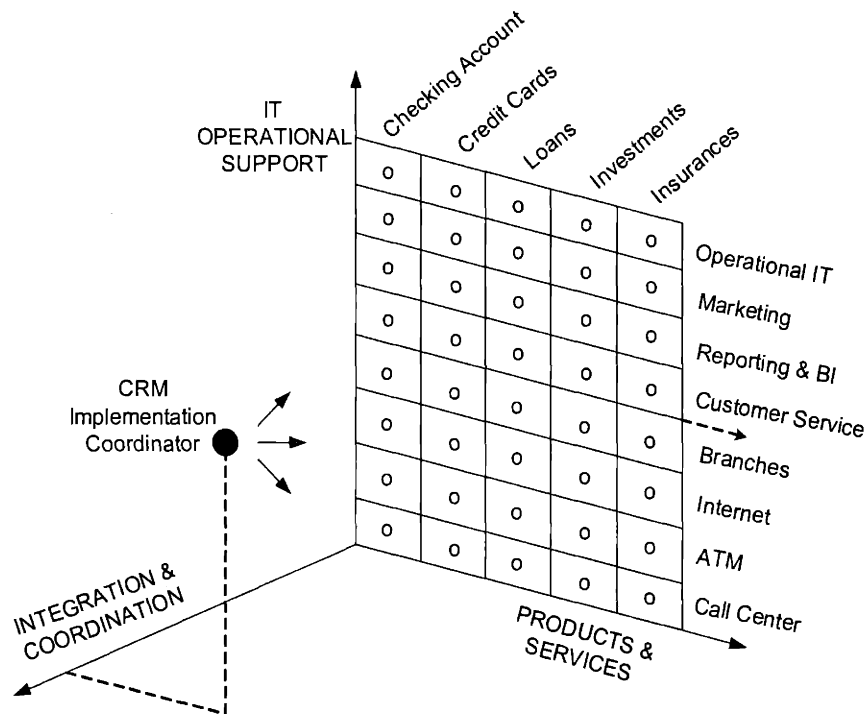 IT
OPERATIONAL
SUPPORT
Checking Account
Credit Cards
Loans
Investments
Insurances
o o o o o
o o o o o
o o o o o
o o o o o
o o o o o
o o o o o
o o o o o
o o o o o
Operational IT
Marketing
Reporting & BI
Customer Service
Branches
Internet
ATM
Call Center
CRM
Implementation
Coordinator
INTEGRATION &
COORDINATION
PRODUCTS &
SERVICES